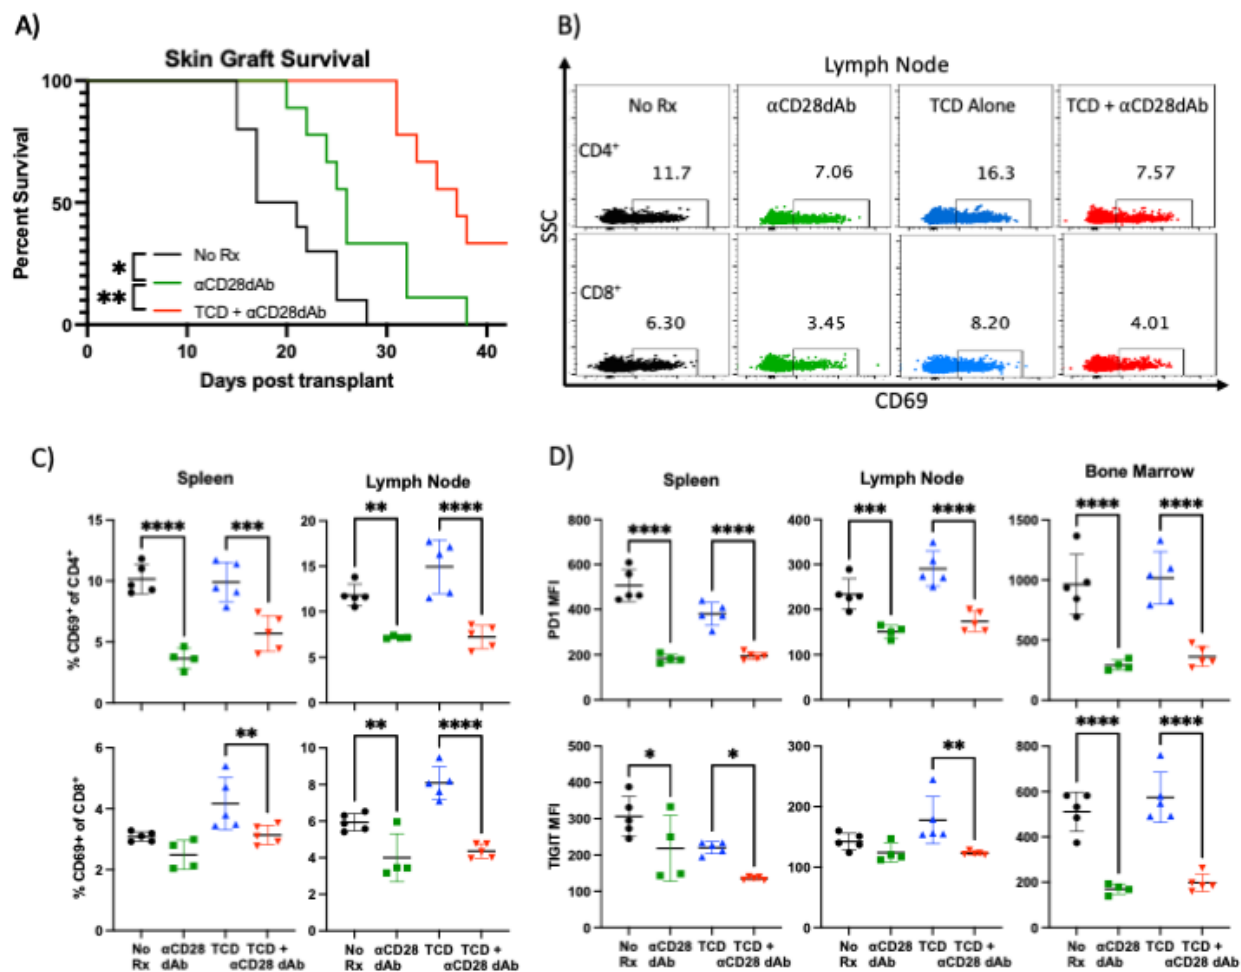 A)
Skin Graft Survival
Percent Survival
100
50
0
No Rx
αCD28dAb
TCD + αCD28dAb
*
**
0 10 20 30 40
Days post transplant
B)
Lymph Node
No Rx αCD28dAb TCD Alone TCD + αCD28dAb
CD4⁺
11.7 7.06 16.3 7.57
SSC
CD8⁺
6.30 3.45 8.20 4.01
CD69
C)
Spleen Lymph Node
% CD69⁺ of CD4⁺
15
10
5
0
**** ***
20
15
10
5
0
** ****
% CD69+ of CD8⁺
6
4
2
0
**
10
8
6
4
2
0
** ****
No αCD28 TCD TCD +
Rx dAb αCD28 dAb
No αCD28 TCD TCD +
Rx dAb αCD28 dAb
D)
Spleen Lymph Node Bone Marrow
PD1 MFI
800
600
400
200
0
**** ****
400
300
200
100
0
*** ****
1500
1000
500
0
**** ****
TIGIT MFI
500
400
300
200
100
0
* *
300
200
100
0
**
800
600
400
200
0
**** ****
No αCD28 TCD TCD +
Rx dAb αCD28 dAb
No αCD28 TCD TCD +
Rx dAb αCD28 dAb
No αCD28 TCD TCD +
Rx dAb αCD28 dAb